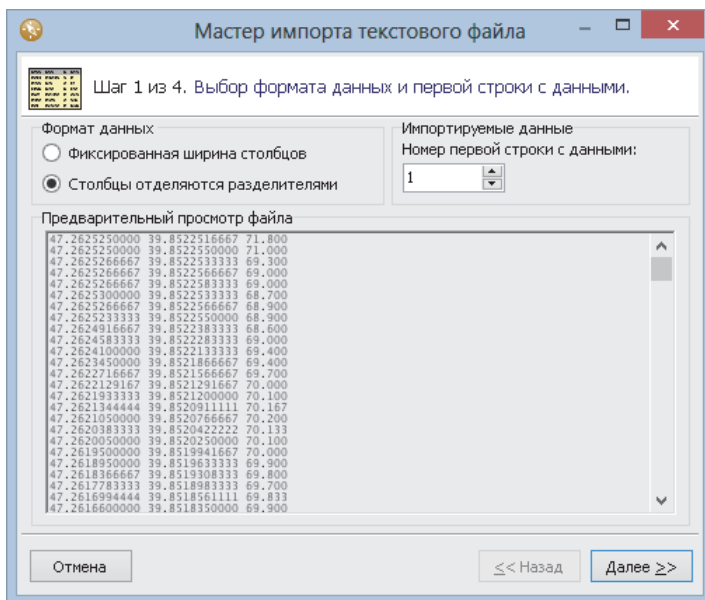 Мастер импорта текстового файла
Шаг 1 из 4. Выбор формата данных и первой строки с данными.
Формат данных
Фиксированная ширина столбцов
Столбцы отделяются разделителями
Импортируемые данные
Номер первой строки с данными:
1
Предварительный просмотр файла
47.2625250000 39.8522516667 71.800
47.2625250000 39.8522550000 71.000
47.2625266667 39.8522533333 69.300
47.2625266667 39.8522566667 69.000
47.2625266667 39.8522583333 69.000
47.2625300000 39.8522533333 68.700
47.2625266667 39.8522566667 68.900
47.2625233333 39.8522550000 68.900
47.2624916667 39.8522383333 68.600
47.2624583333 39.8522283333 69.000
47.2624100000 39.8522133333 69.400
47.2623450000 39.8521866667 69.400
47.2622716667 39.8521566667 69.700
47.2622129167 39.8521291667 70.000
47.2621933333 39.8521200000 70.100
47.2621344444 39.8520911111 70.167
47.2621050000 39.8520766667 70.200
47.2620383333 39.8520422222 70.133
47.2620050000 39.8520250000 70.100
47.2619500000 39.8519941667 70.000
47.2618950000 39.8519633333 69.900
47.2618366667 39.8519308333 69.800
47.2617783333 39.8518983333 69.700
47.2616994444 39.8518561111 69.833
47.2616600000 39.8518350000 69.900
Отмена
<< Назад
Далее >>